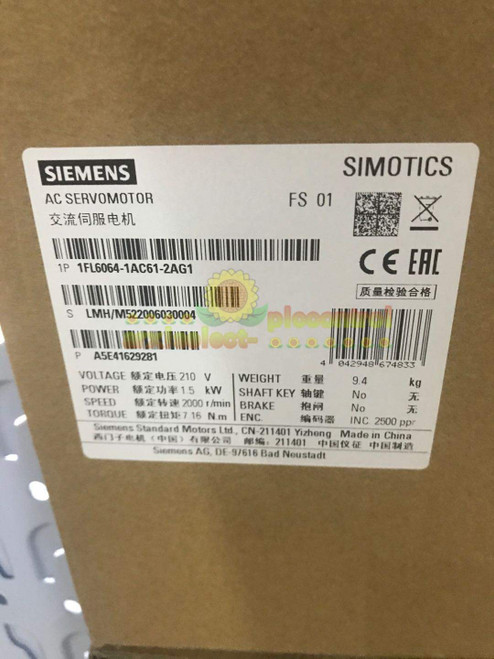 SIEMENS
SIMOTICS
AC SERVOMOTOR
FS 01
交流伺服电机
1P 1FL6064-1AC61-2AG1
CE EAC
质量检验合格
S LMH/M522006030004
P A5E41629281
4 042948 674833
VOLTAGE 额定电压 210 V
WEIGHT 重量 9.4 kg
POWER 额定功率 1.5 kW
SHAFT KEY 轴键 No 无
SPEED 额定转速 2000 r/min
BRAKE 抱闸 No 无
TORQUE 额定扭矩 7.16 N.m
ENC. 编码器 INC 2500 ppr
Siemens Standard Motors Ltd., CN-211401 Yizheng Made in China
西门子电机（中国）有限公司 邮编：211401 中国仪征 中国制造
Siemens AG, DE-97616 Bad Neustadt